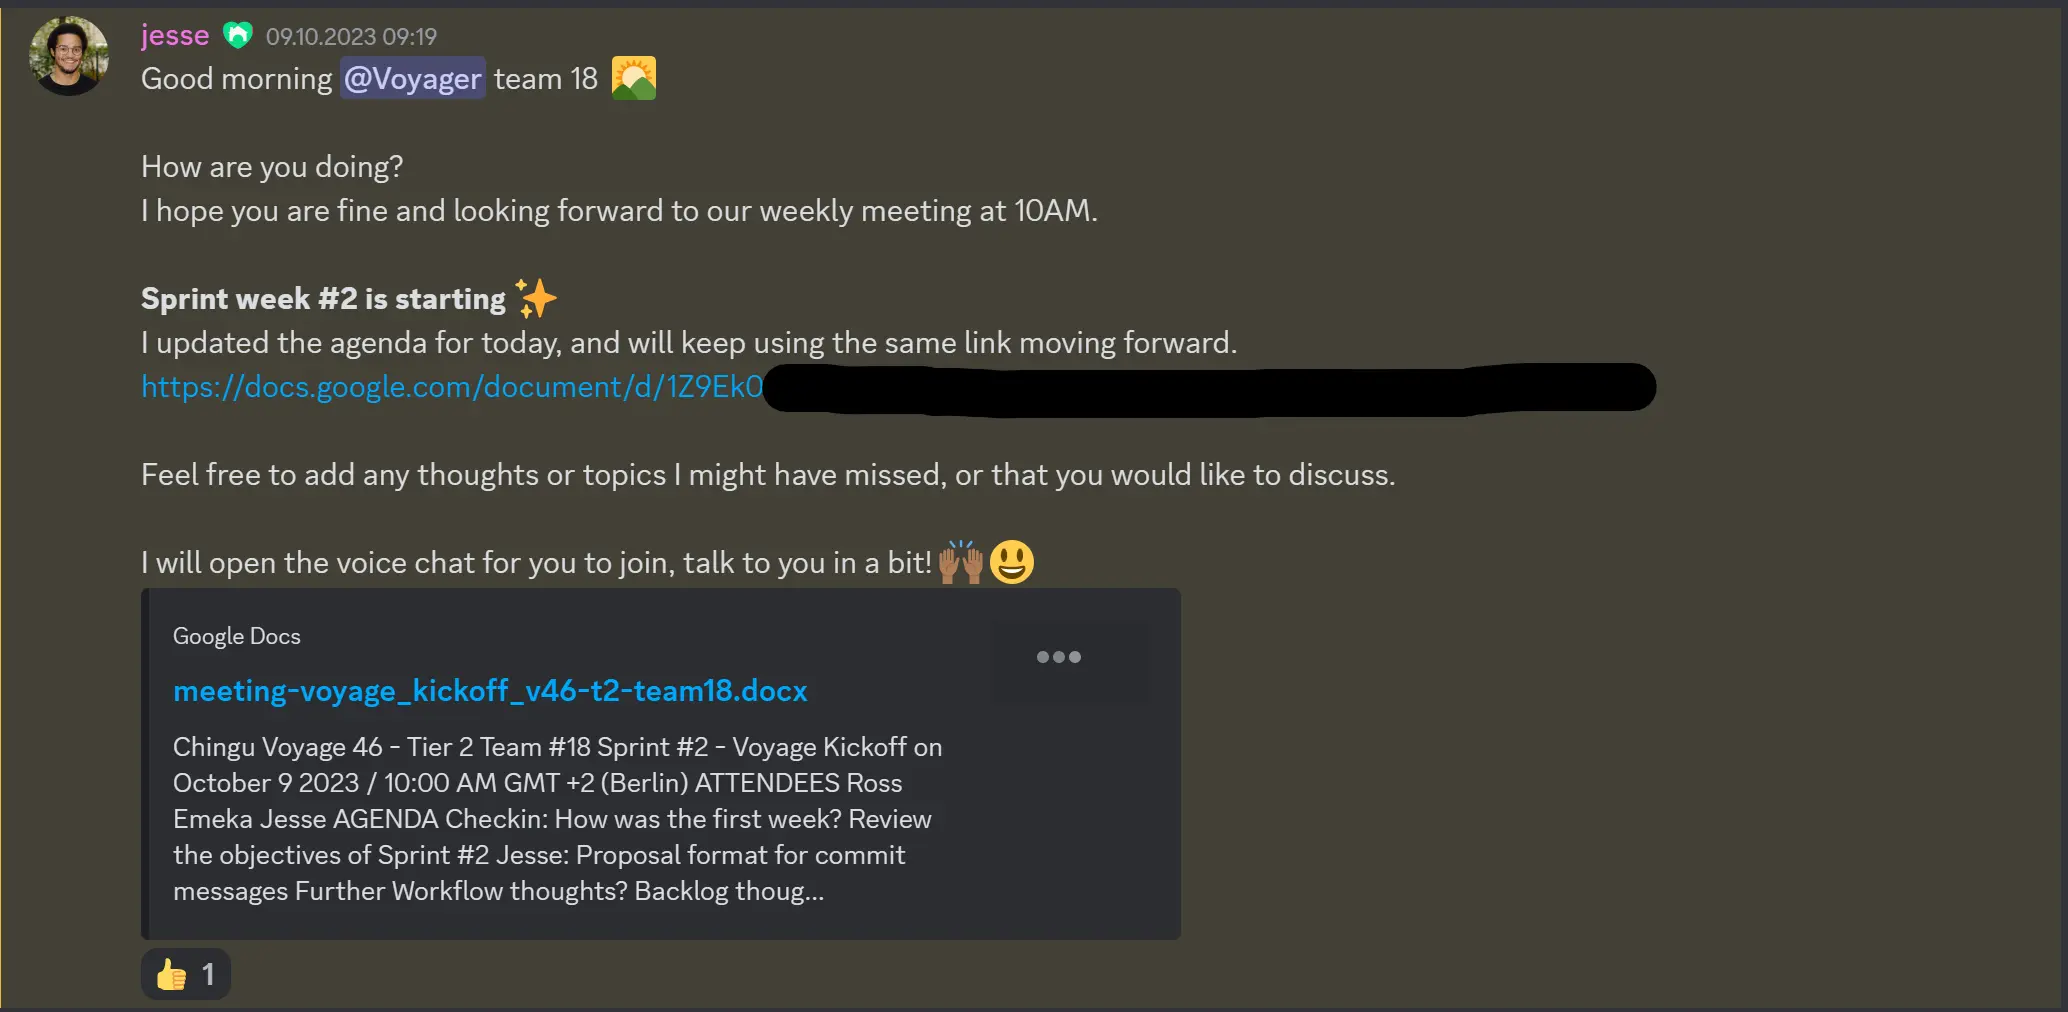 jesse 09.10.2023 09:19
Good morning @Voyager team 18
How are you doing?
I hope you are fine and looking forward to our weekly meeting at 10AM.
Sprint week #2 is starting
I updated the agenda for today, and will keep using the same link moving forward.
https://docs.google.com/document/d/1Z9Ek0
Feel free to add any thoughts or topics I might have missed, or that you would like to discuss.
I will open the voice chat for you to join, talk to you in a bit!
Google Docs
meeting-voyage_kickoff_v46-t2-team18.docx
Chingu Voyage 46 - Tier 2 Team #18 Sprint #2 - Voyage Kickoff on
October 9 2023 / 10:00 AM GMT +2 (Berlin) ATTENDEES Ross
Emeka Jesse AGENDA Checkin: How was the first week? Review
the objectives of Sprint #2 Jesse: Proposal format for commit
messages Further Workflow thoughts? Backlog thoug...
1